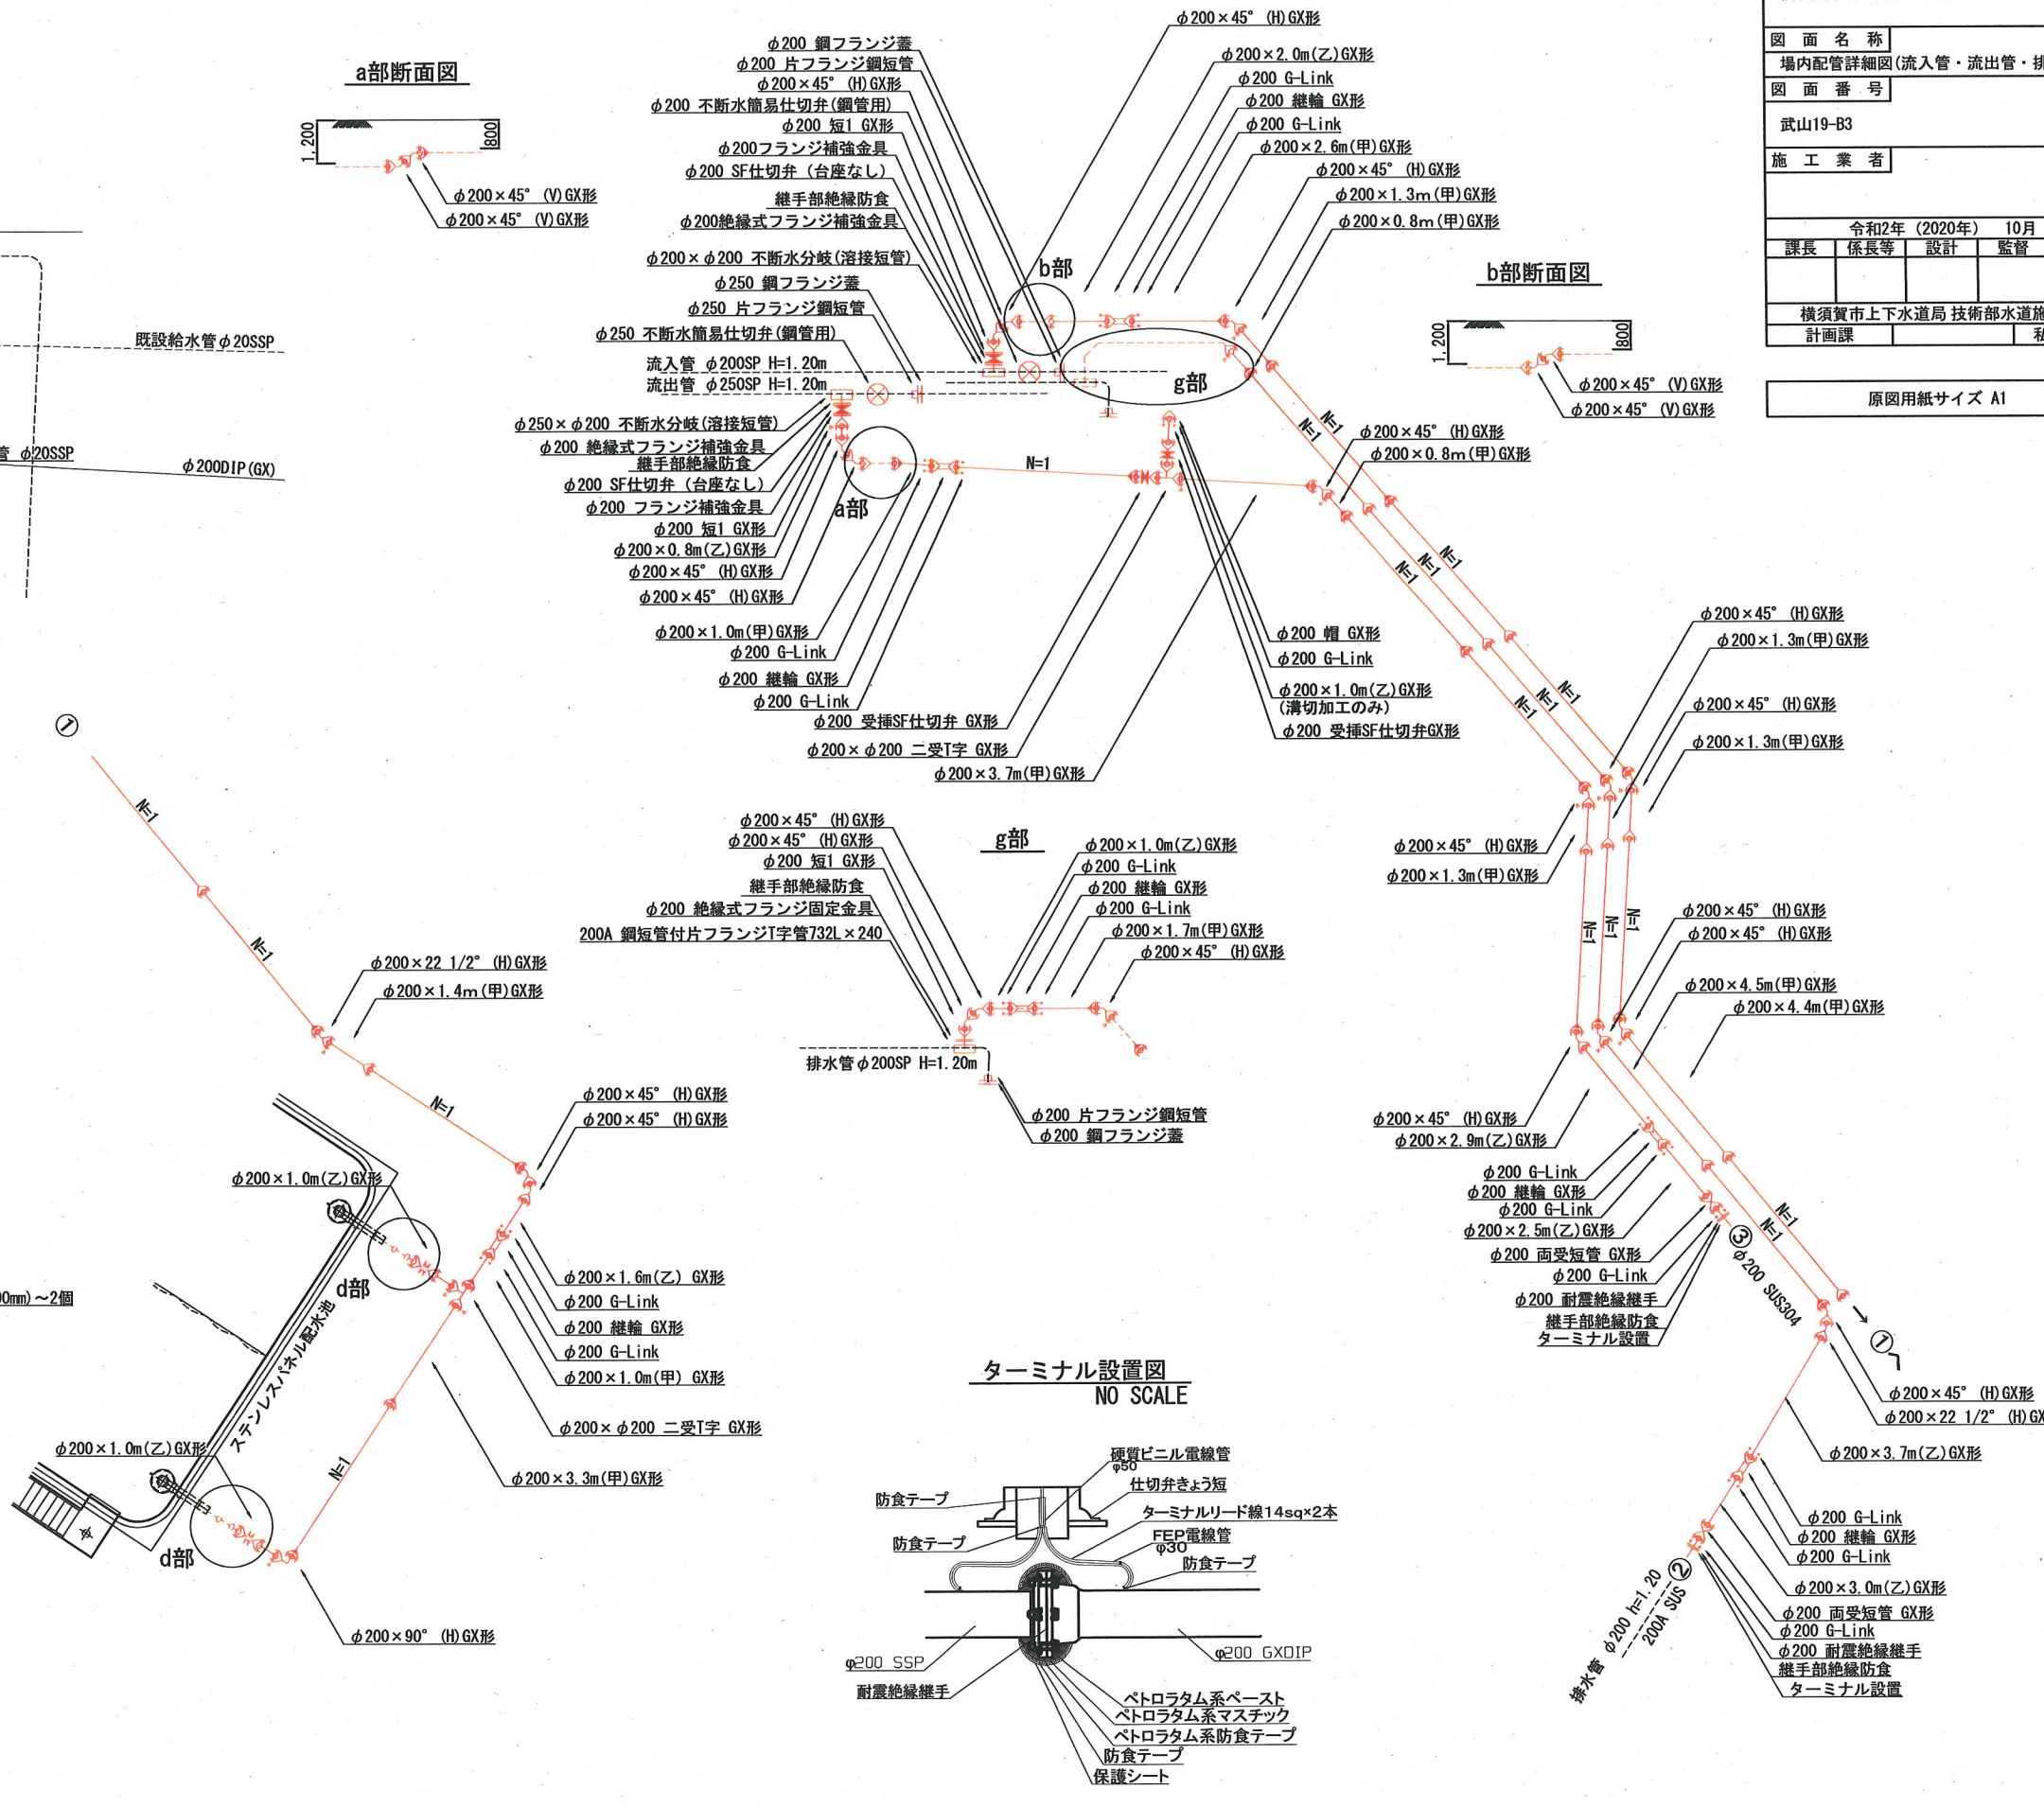 図 面 名 称
場内配管詳細図(流入管・流出管・排
図 面 番 号
武山19-B3
施 工 業 者
令和2年 (2020年) 10月
課長 係長等 設計 監督
横須賀市上下水道局 技術部水道施
計画課
原図用紙サイズ A1
a部断面図
1,200
800
φ200×45° (V)GX形
φ200×45° (V)GX形
既設給水管φ20SSP
管 φ20SSP
φ200DIP(GX)
φ200×45° (H)GX形
φ200 鋼フランジ蓋
φ200 片フランジ鋼短管
φ200×45° (H)GX形
φ200 不断水簡易仕切弁(鋼管用)
φ200 短1 GX形
φ200フランジ補強金具
φ200 SF仕切弁 (台座なし)
継手部絶縁防食
φ200絶縁式フランジ補強金具
φ200×φ200 不断水分岐(溶接短管)
φ250 鋼フランジ蓋
φ250 片フランジ鋼短管
φ250 不断水簡易仕切弁(鋼管用)
流入管 φ200SP H=1.20m
流出管 φ250SP H=1.20m
φ200×2.0m(乙)GX形
φ200 G-Link
φ200 継輪 GX形
φ200 G-Link
φ200×2.6m(甲)GX形
φ200×45° (H)GX形
φ200×1.3m(甲)GX形
φ200×0.8m(甲)GX形
b部
g部
b部断面図
1,200
800
φ200×45° (V)GX形
φ200×45° (V)GX形
φ250×φ200 不断水分岐(溶接短管)
φ200 絶縁式フランジ補強金具
継手部絶縁防食
φ200 SF仕切弁 (台座なし)
φ200 フランジ補強金具
φ200 短1 GX形
φ200×0.8m(乙)GX形
φ200×45° (H)GX形
φ200×45° (H)GX形
a部
N=1
φ200×1.0m(甲)GX形
φ200 G-Link
φ200 継輪 GX形
φ200 G-Link
φ200 受挿SF仕切弁 GX形
φ200×φ200 二受T字 GX形
φ200×3.7m(甲)GX形
φ200 帽 GX形
φ200 G-Link
φ200×1.0m(乙)GX形
(溝切加工のみ)
φ200 受挿SF仕切弁GX形
φ200×45° (H)GX形
φ200×0.8m(甲)GX形
N=1
N=1
N=1
N=1
N=1
N=1
N=1
N=1
φ200×45° (H)GX形
φ200×1.3m(甲)GX形
φ200×45° (H)GX形
φ200×1.3m(甲)GX形
φ200×45° (H)GX形
φ200×1.3m(甲)GX形
N=1
N=1
N=1
φ200×45° (H)GX形
φ200×45° (H)GX形
φ200×4.5m(甲)GX形
φ200×4.4m(甲)GX形
φ200×45° (H)GX形
φ200×2.9m(乙)GX形
φ200 G-Link
φ200 継輪 GX形
φ200 G-Link
φ200×2.5m(乙)GX形
φ200 両受短管 GX形
φ200 G-Link
φ200 耐震絶縁継手
継手部絶縁防食
ターミナル設置
③
φ200 SUS304
N=1
N=1
①
φ200×45° (H)GX形
φ200×22 1/2° (H)GX
φ200×3.7m(乙)GX形
φ200 G-Link
φ200 継輪 GX形
φ200 G-Link
φ200×3.0m(乙)GX形
φ200 両受短管 GX形
φ200 G-Link
φ200 耐震絶縁継手
継手部絶縁防食
ターミナル設置
②
排水管 φ200 h=1.20
200A SUS
g部
φ200×45° (H)GX形
φ200×45° (H)GX形
φ200 短1 GX形
継手部絶縁防食
φ200 絶縁式フランジ固定金具
200A 鋼短管付片フランジT字管732L×240
φ200×1.0m(乙)GX形
φ200 G-Link
φ200 継輪 GX形
φ200 G-Link
φ200×1.7m(甲)GX形
φ200×45° (H)GX形
排水管φ200SP H=1.20m
φ200 片フランジ鋼短管
φ200 鋼フランジ蓋
①
N=1
N=1
φ200×22 1/2° (H)GX形
φ200×1.4m(甲)GX形
N=1
φ200×45° (H)GX形
φ200×45° (H)GX形
φ200×1.0m(乙)GX形
d部
φ200×1.6m(乙) GX形
φ200 G-Link
φ200 継輪 GX形
φ200 G-Link
φ200×1.0m(甲) GX形
φ200×φ200 二受T字 GX形
φ200×3.3m(甲)GX形
00mm)～2個
ステンレスパネル配水池
φ200×1.0m(乙)GX形
N=1
d部
φ200×90° (H)GX形
ターミナル設置図
NO SCALE
硬質ビニル電線管
φ50
仕切弁きょう短
防食テープ
ターミナルリード線14sq×2本
FEP電線管
φ30
防食テープ
防食テープ
φ200 SSP
φ200 GXDIP
耐震絶縁継手
ペトロラタム系ペースト
ペトロラタム系マスチック
ペトロラタム系防食テープ
防食テープ
保護シート